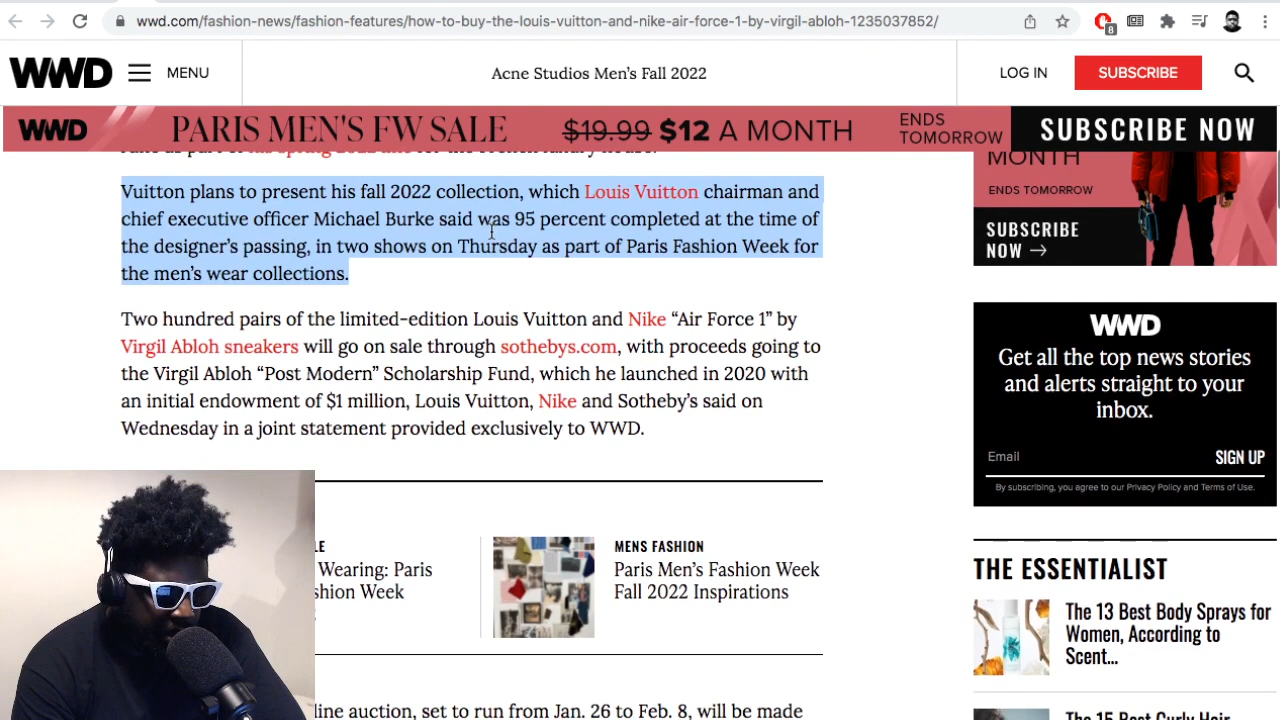 wwd.com/fashion-news/fashion-features/how-to-buy-the-louis-vuitton-and-nike-air-force-1-by-virgil-abloh-1235037852/
8
WWD
MENU
Acne Studios Men's Fall 2022
LOG IN
SUBSCRIBE
WWD
PARIS MEN'S FW SALE
$19.99 $12 A MONTH
ENDS
TOMORROW
SUBSCRIBE NOW
Vuitton plans to present his fall 2022 collection, which Louis Vuitton chairman and
chief executive officer Michael Burke said was 95 percent completed at the time of
the designer's passing, in two shows on Thursday as part of Paris Fashion Week for
the men's wear collections.
Two hundred pairs of the limited-edition Louis Vuitton and Nike “Air Force 1” by
Virgil Abloh sneakers will go on sale through sothebys.com, with proceeds going to
the Virgil Abloh “Post Modern” Scholarship Fund, which he launched in 2020 with
an initial endowment of $1 million, Louis Vuitton, Nike and Sotheby's said on
Wednesday in a joint statement provided exclusively to WWD.
LE
Wearing: Paris
shion Week
MENS FASHION
Paris Men's Fashion Week
Fall 2022 Inspirations
line auction, set to run from Jan. 26 to Feb. 8, will be made
MONTH
ENDS TOMORROW
SUBSCRIBE
NOW →
WWD
Get all the top news stories
and alerts straight to your
inbox.
Email
SIGN UP
By subscribing, you agree to our Privacy Policy and Terms of Use.
THE ESSENTIALIST
The 13 Best Body Sprays for
Women, According to
Scent...
The 15 Best Curly Hair